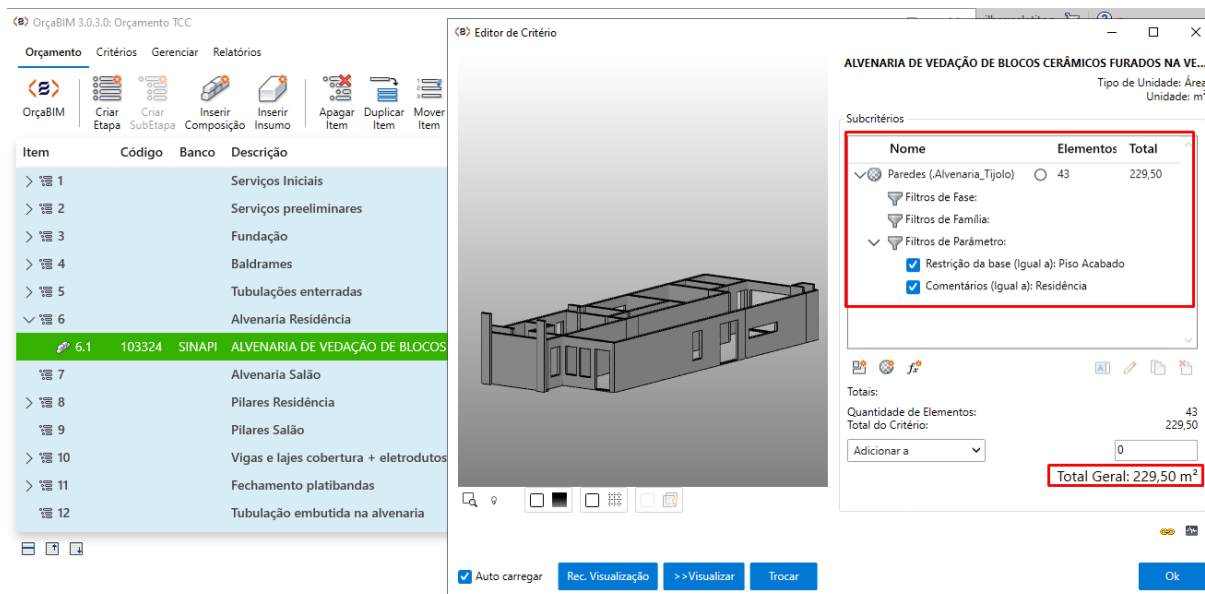 OrçaBIM 3.0.3.0: Orçamento TCC
Orçamento Critérios Gerenciar Relatórios
OrçaBIM
Criar Etapa
Criar SubEtapa
Inserir Composição
Inserir Insumo
Apagar Item
Duplicar Item
Mover Item
Item Código Banco Descrição
1 Serviços Iniciais
2 Serviços preeliminares
3 Fundação
4 Baldrames
5 Tubulações enterradas
6 Alvenaria Residência
6.1 103324 SINAPI ALVENARIA DE VEDAÇÃO DE BLOCOS
7 Alvenaria Salão
8 Pilares Residência
9 Pilares Salão
10 Vigas e lajes cobertura + eletrodutos
11 Fechamento platibandas
12 Tubulação embutida na alvenaria
Editor de Critério
ALVENARIA DE VEDAÇÃO DE BLOCOS CERÂMICOS FURADOS NA VE...
Tipo de Unidade: Área
Unidade: m²
Subcritérios
Nome Elementos Total
Paredes (.Alvenaria_Tijolo) 43 229,50
Filtros de Fase:
Filtros de Família:
Filtros de Parâmetro:
Restrição da base (Igual a): Piso Acabado
Comentários (Igual a): Residência
Totais:
Quantidade de Elementos: 43
Total do Critério: 229,50
Adicionar a 0
Total Geral: 229,50 m²
Auto carregar Rec. Visualização >>Visualizar Trocar Ok